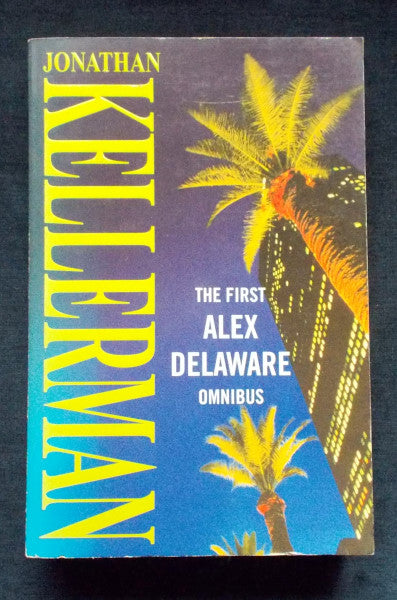 JONATHAN
KELLERMAN
THE FIRST
ALEX
DELAWARE
OMNIBUS